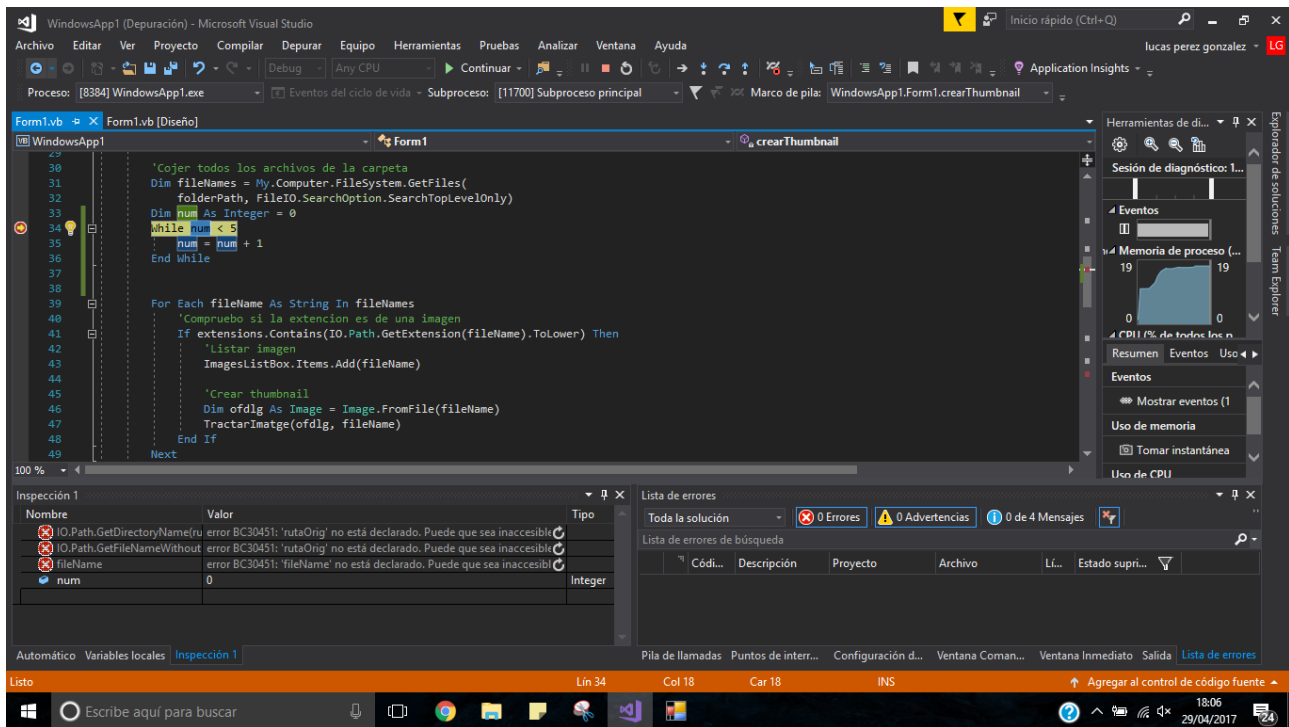 WindowsApp1 (Depuración) - Microsoft Visual Studio
Inicio rápido (Ctrl+Q)
Archivo Editar Ver Proyecto Compilar Depurar Equipo Herramientas Pruebas Analizar Ventana Ayuda
lucas perez gonzalez LG
Debug Any CPU Continuar Application Insights
Proceso: [8384] WindowsApp1.exe Eventos del ciclo de vida Subproceso: [11700] Subproceso principal Marco de pila: WindowsApp1.Form1.crearThumbnail
Form1.vb Form1.vb [Diseño]
VB WindowsApp1 Form1 crearThumbnail
29
30 'Cojer todos los archivos de la carpeta
31 Dim fileNames = My.Computer.FileSystem.GetFiles(
32 folderPath, FileIO.SearchOption.SearchTopLevelOnly)
33 Dim num As Integer = 0
34 While num < 5
35 num = num + 1
36 End While
37
38
39 For Each fileName As String In fileNames
40 'Compruebo si la extencion es de una imagen
41 If extensions.Contains(IO.Path.GetExtension(fileName).ToLower) Then
42 'Listar imagen
43 ImagesListBox.Items.Add(fileName)
44
45 'Crear thumbnail
46 Dim ofdlg As Image = Image.FromFile(fileName)
47 TractarImatge(ofdlg, fileName)
48 End If
49 Next
100 %
Herramientas de di...
Sesión de diagnóstico: 1...
Eventos
Memoria de proceso (...
19 19
0 0
CPU (% de todos los p
Resumen Eventos Uso
Eventos
Mostrar eventos (1
Uso de memoria
Tomar instantánea
Uso de CPU
Explorador de soluciones
Team Explorer
Inspección 1
Nombre Valor Tipo
IO.Path.GetDirectoryName(ru error BC30451: 'rutaOrig' no está declarado. Puede que sea inaccesible
IO.Path.GetFileNameWithout error BC30451: 'rutaOrig' no está declarado. Puede que sea inaccesible
fileName error BC30451: 'fileName' no está declarado. Puede que sea inaccesibl
num 0 Integer
Automático Variables locales Inspección 1
Lista de errores
Toda la solución 0 Errores 0 Advertencias 0 de 4 Mensajes
Lista de errores de búsqueda
Códi... Descripción Proyecto Archivo Lí... Estado supri...
Pila de llamadas Puntos de interr... Configuración d... Ventana Coman... Ventana Inmediato Salida Lista de errores
Listo Lín 34 Col 18 Car 18 INS Agregar al control de código fuente
Escribe aquí para buscar
18:06
29/04/2017
24